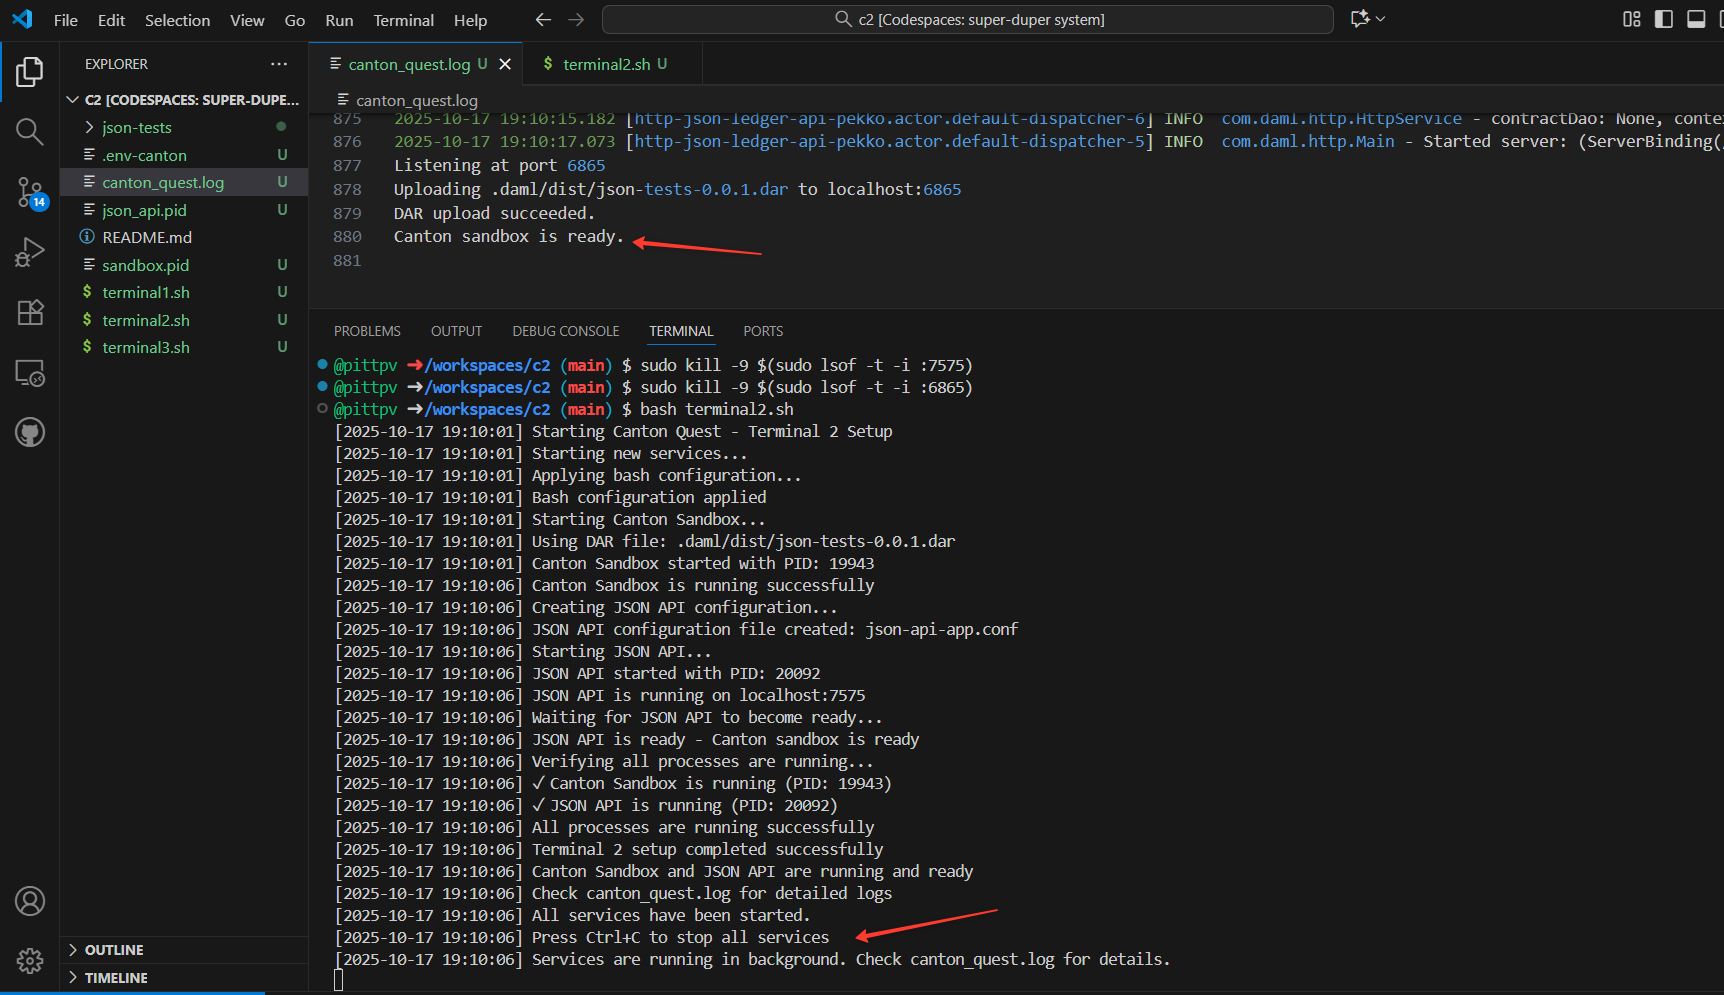 File Edit Selection View Go Run Terminal Help
c2 [Codespaces: super-duper system]
EXPLORER
C2 [CODESPACES: SUPER-DUPE...
json-tests
.env-canton U
canton_quest.log U
json_api.pid U
README.md
sandbox.pid U
terminal1.sh U
terminal2.sh U
terminal3.sh U
14
OUTLINE
TIMELINE
canton_quest.log U
$ terminal2.sh U
canton_quest.log
875 2025-10-17 19:10:15.182 [http-json-ledger-api-pekko.actor.default-dispatcher-6] INFO com.daml.http.HttpService - contractDao: None, conte
876 2025-10-17 19:10:17.073 [http-json-ledger-api-pekko.actor.default-dispatcher-5] INFO com.daml.http.Main - Started server: (ServerBinding(
877 Listening at port 6865
878 Uploading .daml/dist/json-tests-0.0.1.dar to localhost:6865
879 DAR upload succeeded.
880 Canton sandbox is ready.
881
PROBLEMS OUTPUT DEBUG CONSOLE TERMINAL PORTS
@pittpv ➜/workspaces/c2 (main) $ sudo kill -9 $(sudo lsof -t -i :7575)
@pittpv ➜/workspaces/c2 (main) $ sudo kill -9 $(sudo lsof -t -i :6865)
@pittpv ➜/workspaces/c2 (main) $ bash terminal2.sh
[2025-10-17 19:10:01] Starting Canton Quest - Terminal 2 Setup
[2025-10-17 19:10:01] Starting new services...
[2025-10-17 19:10:01] Applying bash configuration...
[2025-10-17 19:10:01] Bash configuration applied
[2025-10-17 19:10:01] Starting Canton Sandbox...
[2025-10-17 19:10:01] Using DAR file: .daml/dist/json-tests-0.0.1.dar
[2025-10-17 19:10:01] Canton Sandbox started with PID: 19943
[2025-10-17 19:10:06] Canton Sandbox is running successfully
[2025-10-17 19:10:06] Creating JSON API configuration...
[2025-10-17 19:10:06] JSON API configuration file created: json-api-app.conf
[2025-10-17 19:10:06] Starting JSON API...
[2025-10-17 19:10:06] JSON API started with PID: 20092
[2025-10-17 19:10:06] JSON API is running on localhost:7575
[2025-10-17 19:10:06] Waiting for JSON API to become ready...
[2025-10-17 19:10:06] JSON API is ready - Canton sandbox is ready
[2025-10-17 19:10:06] Verifying all processes are running...
[2025-10-17 19:10:06] ✓ Canton Sandbox is running (PID: 19943)
[2025-10-17 19:10:06] ✓ JSON API is running (PID: 20092)
[2025-10-17 19:10:06] All processes are running successfully
[2025-10-17 19:10:06] Terminal 2 setup completed successfully
[2025-10-17 19:10:06] Canton Sandbox and JSON API are running and ready
[2025-10-17 19:10:06] Check canton_quest.log for detailed logs
[2025-10-17 19:10:06] All services have been started.
[2025-10-17 19:10:06] Press Ctrl+C to stop all services
[2025-10-17 19:10:06] Services are running in background. Check canton_quest.log for details.